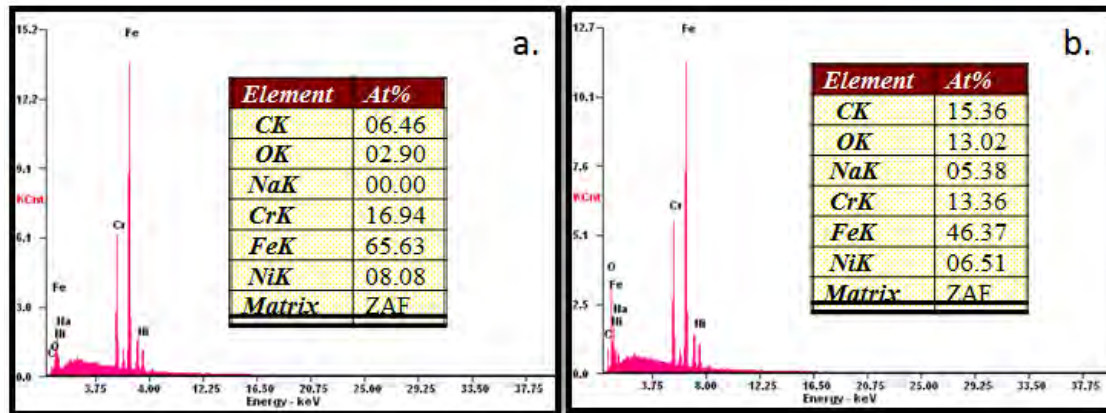 a.
15.2
12.2
9.1
KCnt
6.1
3.0
Fe
Cr
Fe
Na
Ni
O
C
Ni
Element At%
CK 06.46
OK 02.90
NaK 00.00
CrK 16.94
FeK 65.63
NiK 08.08
Matrix ZAF
3.75 8.00 12.25 16.50 20.75 25.00 29.25 33.50 37.75
Energy - keV
b.
12.7
10.1
7.6
KCnt
5.1
2.5
Fe
Cr
O
Fe
Na
Ni
C
Ni
Element At%
CK 15.36
OK 13.02
NaK 05.38
CrK 13.36
FeK 46.37
NiK 06.51
Matrix ZAF
3.75 8.00 12.25 16.50 20.75 25.00 29.25 33.50 37.75
Energy - keV